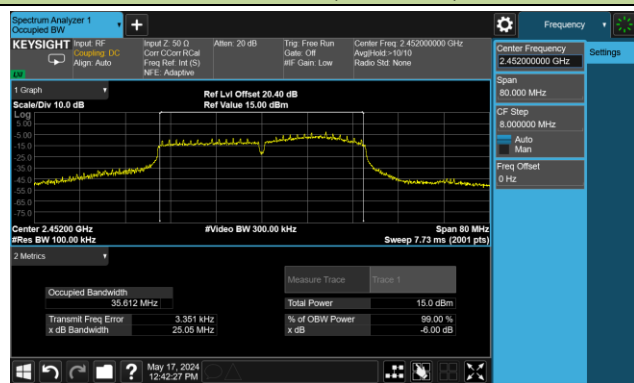 Spectrum Analyzer 1
Occupied BW
Frequency
KEYSIGHT
Input: RF
Coupling: DC
Align: Auto
Input Z: 50 Ω
Corr CCorr RCal
Freq Ref: Int (S)
NFE: Adaptive
Atten: 20 dB
Trig: Free Run
Gate: Off
#IF Gain: Low
Center Freq: 2.452000000 GHz
Avg|Hold:>10/10
Radio Std: None
Center Frequency
2.452000000 GHz
Settings
Span
80.000 MHz
CF Step
8.000000 MHz
Auto
Man
Freq Offset
0 Hz
1 Graph
Scale/Div 10.0 dB
Ref Lvl Offset 20.40 dB
Ref Value 15.00 dBm
Log
5.00
-5.00
-15.0
-25.0
-35.0
-45.0
-55.0
-65.0
-75.0
Center 2.45200 GHz
#Res BW 100.00 kHz
#Video BW 300.00 kHz
Span 80 MHz
Sweep 7.73 ms (2001 pts)
2 Metrics
Measure Trace
Trace 1
Occupied Bandwidth
35.612 MHz
Total Power
15.0 dBm
Transmit Freq Error
3.351 kHz
% of OBW Power
99.00 %
x dB Bandwidth
25.05 MHz
x dB
-6.00 dB
May 17, 2024
12:42:27 PM